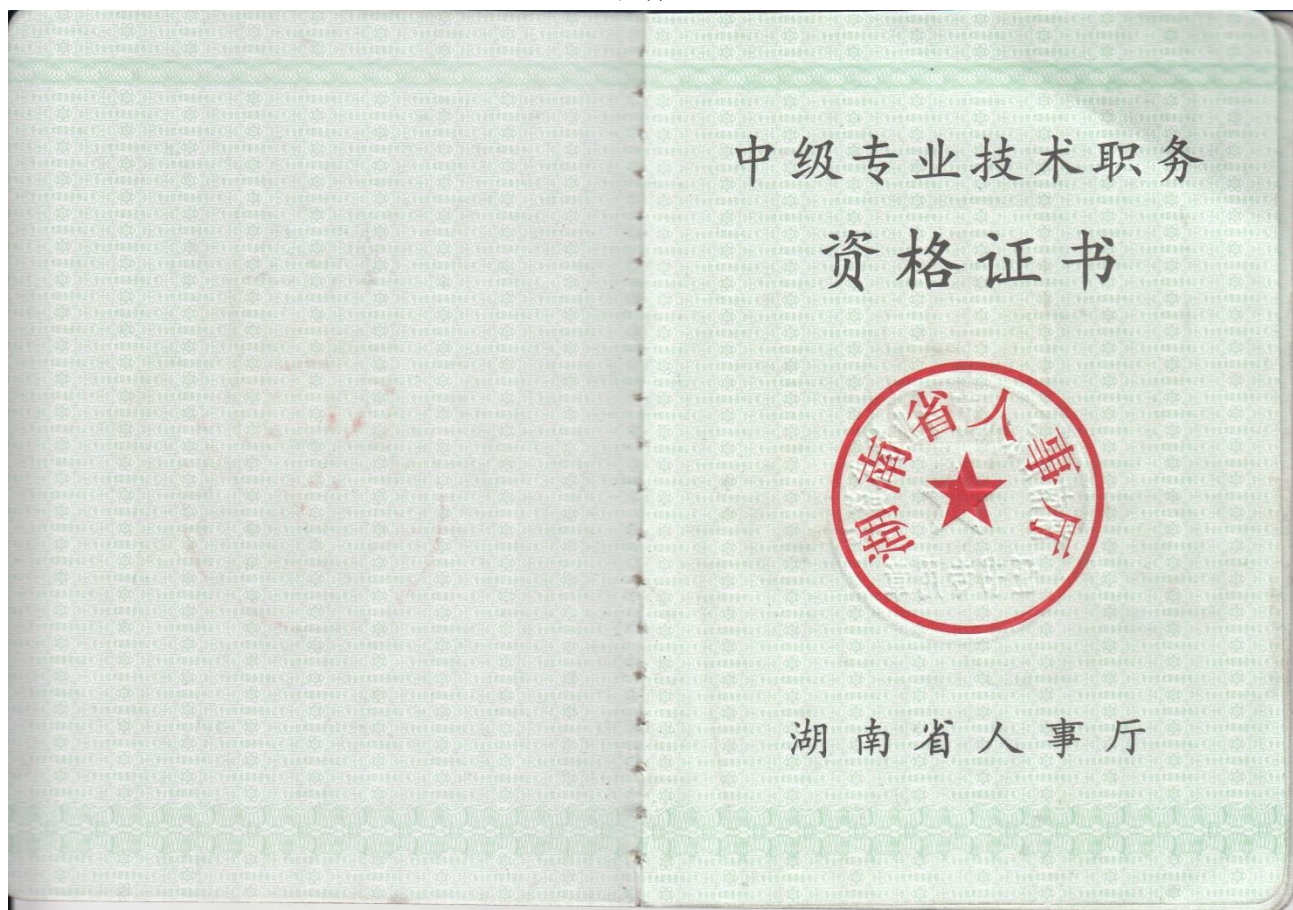 中级专业技术职务
资格证书
湖南省人事厅
湖南省人事厅